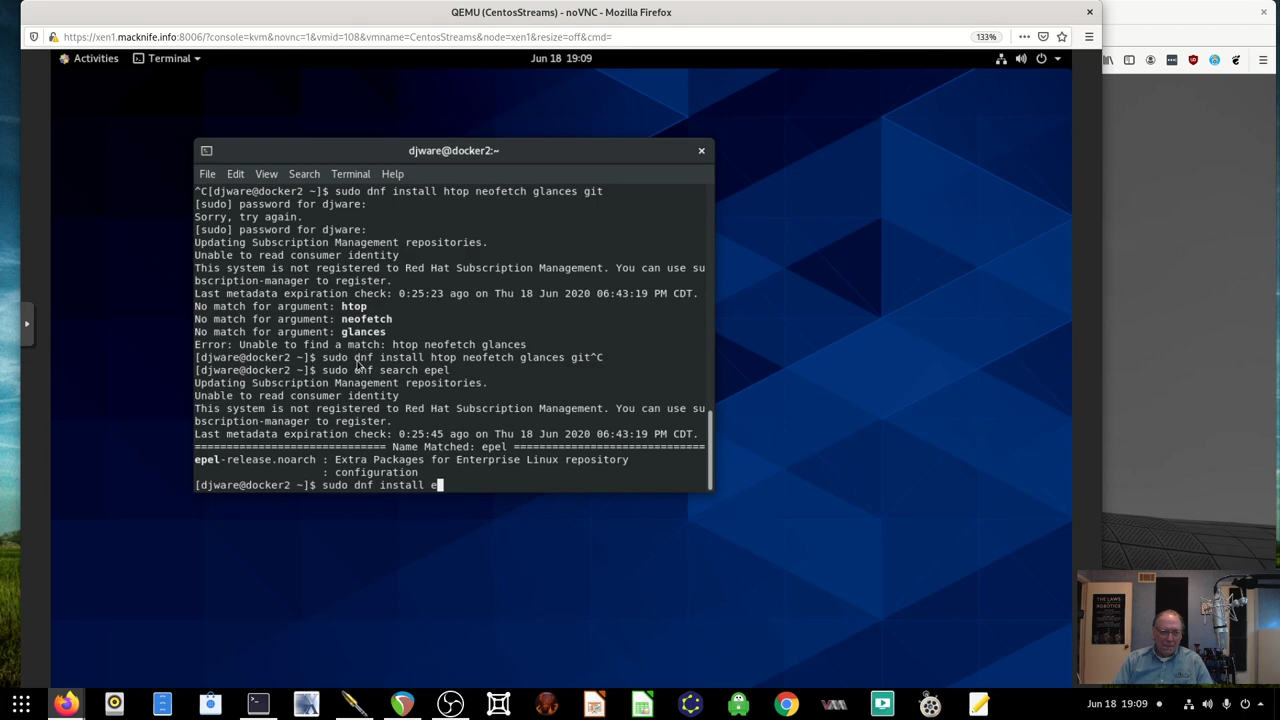 QEMU (CentosStreams) - noVNC - Mozilla Firefox
https://xen1.macknife.info:8006/?console=kvm&novnc=1&vmid=108&vmname=CentosStreams&node=xen1&resize=off&cmd=
133%
Activities
Terminal
Jun 18 19:09
djware@docker2:~
File Edit View Search Terminal Help
^C[djware@docker2 ~]$ sudo dnf install htop neofetch glances git
[sudo] password for djware:
Sorry, try again.
[sudo] password for djware:
Updating Subscription Management repositories.
Unable to read consumer identity
This system is not registered to Red Hat Subscription Management. You can use su
bscription-manager to register.
Last metadata expiration check: 0:25:23 ago on Thu 18 Jun 2020 06:43:19 PM CDT.
No match for argument: htop
No match for argument: neofetch
No match for argument: glances
Error: Unable to find a match: htop neofetch glances
[djware@docker2 ~]$ sudo dnf install htop neofetch glances git^C
[djware@docker2 ~]$ sudo dnf search epel
Updating Subscription Management repositories.
Unable to read consumer identity
This system is not registered to Red Hat Subscription Management. You can use su
bscription-manager to register.
Last metadata expiration check: 0:25:45 ago on Thu 18 Jun 2020 06:43:19 PM CDT.
============================= Name Matched: epel =============================
epel-release.noarch : Extra Packages for Enterprise Linux repository
: configuration
[djware@docker2 ~]$ sudo dnf install e
THE LAWS
ROBOTICS
Jun 18 19:09